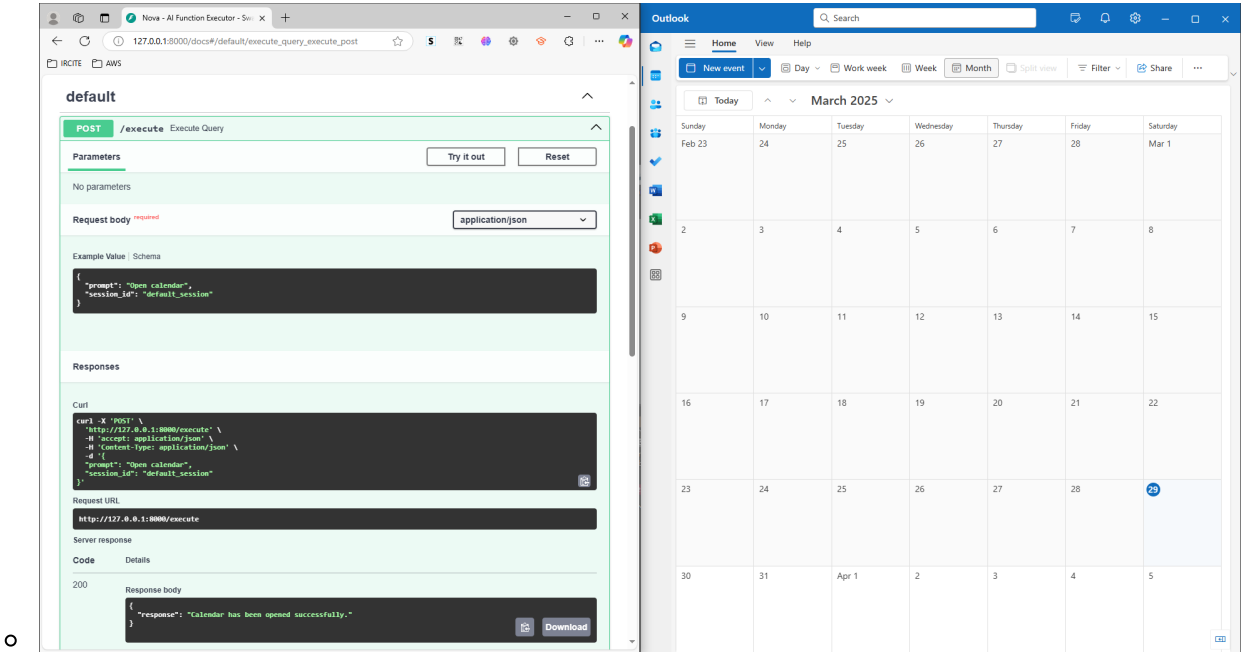 Nova - AI Function Executor - Sw
127.0.0.1:8000/docs#/default/execute_query_execute_post
IRCITE
AWS
default
POST /execute Execute Query
Parameters
Try it out
Reset
No parameters
Request body required
application/json
Example Value | Schema
{
"prompt": "Open calendar",
"session_id": "default_session"
}
Responses
Curl
curl -X 'POST' \
'http://127.0.0.1:8000/execute' \
-H 'accept: application/json' \
-H 'Content-Type: application/json' \
-d '{
"prompt": "Open calendar",
"session_id": "default_session"
}'
Request URL
http://127.0.0.1:8000/execute
Server response
Code Details
200
Response body
{
"response": "Calendar has been opened successfully."
}
Download
Outlook
Search
Home View Help
New event
Day
Work week
Week
Month
Split view
Filter
Share
Today
March 2025
Sunday Monday Tuesday Wednesday Thursday Friday Saturday
Feb 23 24 25 26 27 28 Mar 1
2 3 4 5 6 7 8
9 10 11 12 13 14 15
16 17 18 19 20 21 22
23 24 25 26 27 28 29
30 31 Apr 1 2 3 4 5